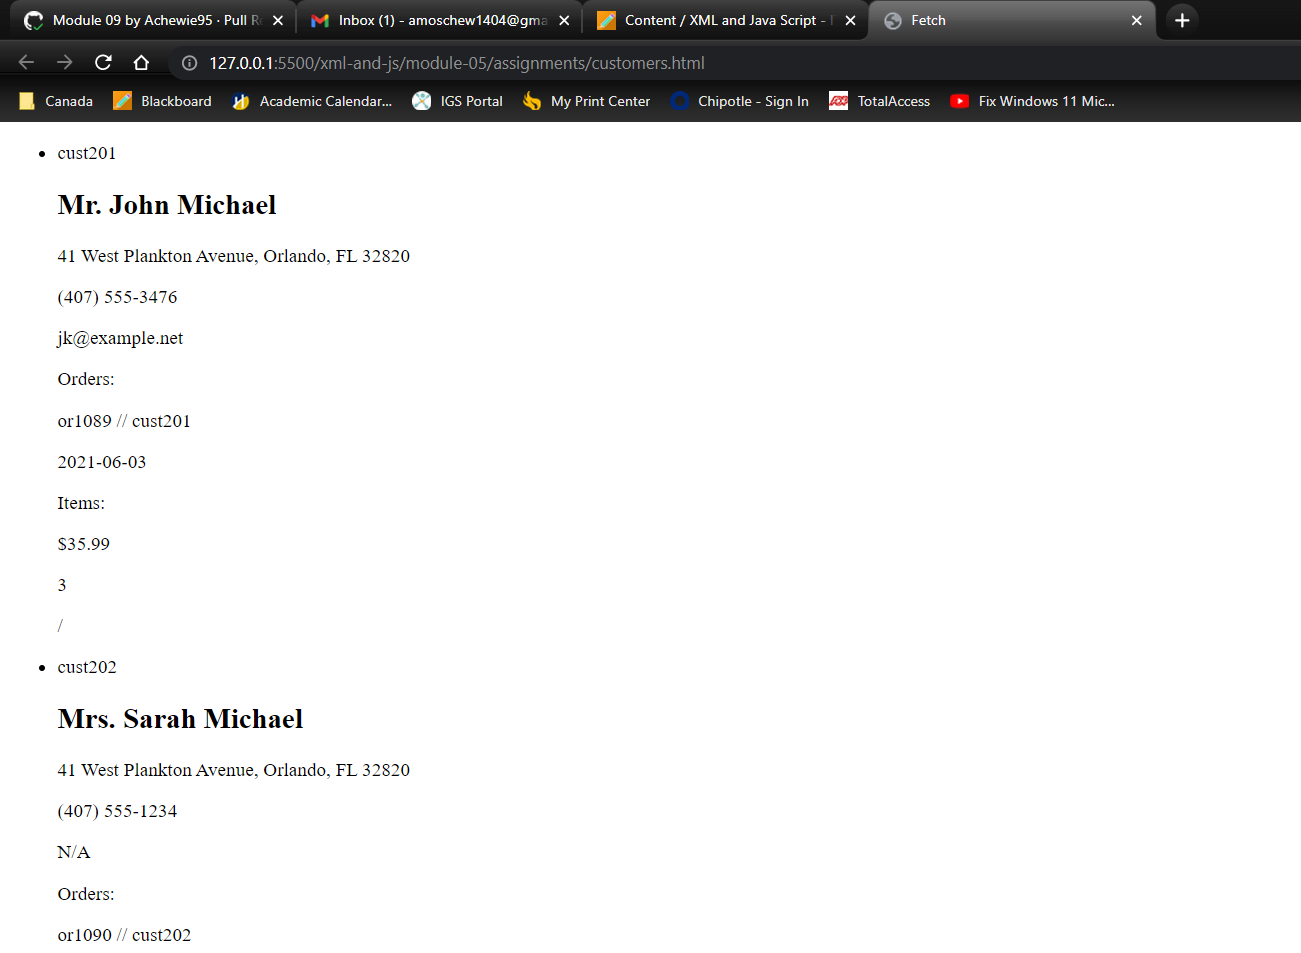 Module 09 by Achewie95 · Pull R
Inbox (1) - amoschew1404@gma
Content / XML and Java Script -
Fetch
127.0.0.1:5500/xml-and-js/module-05/assignments/customers.html
Canada
Blackboard
Academic Calendar...
IGS Portal
My Print Center
Chipotle - Sign In
TotalAccess
Fix Windows 11 Mic...
cust201
Mr. John Michael
41 West Plankton Avenue, Orlando, FL 32820
(407) 555-3476
jk@example.net
Orders:
or1089 // cust201
2021-06-03
Items:
$35.99
3
/
cust202
Mrs. Sarah Michael
41 West Plankton Avenue, Orlando, FL 32820
(407) 555-1234
N/A
Orders:
or1090 // cust202